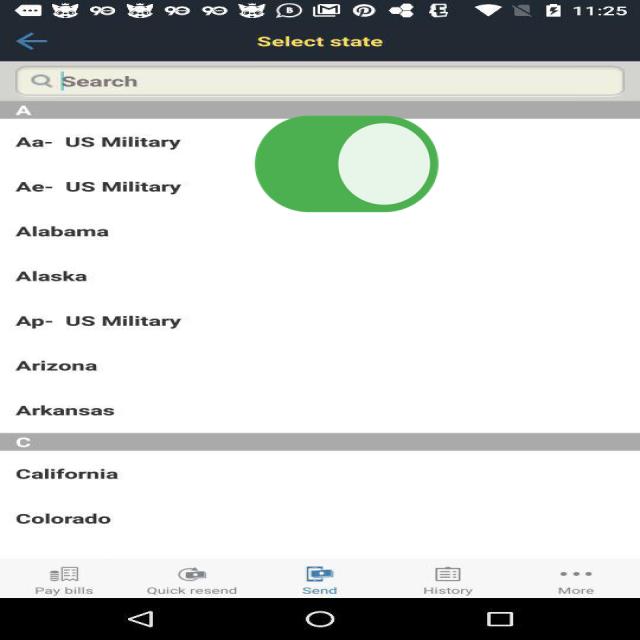 11:25
Select state
Search
A
Aa- US Military
Ae- US Military
Alabama
Alaska
Ap- US Military
Arizona
Arkansas
C
California
Colorado
Pay bills
Quick resend
Send
History
More